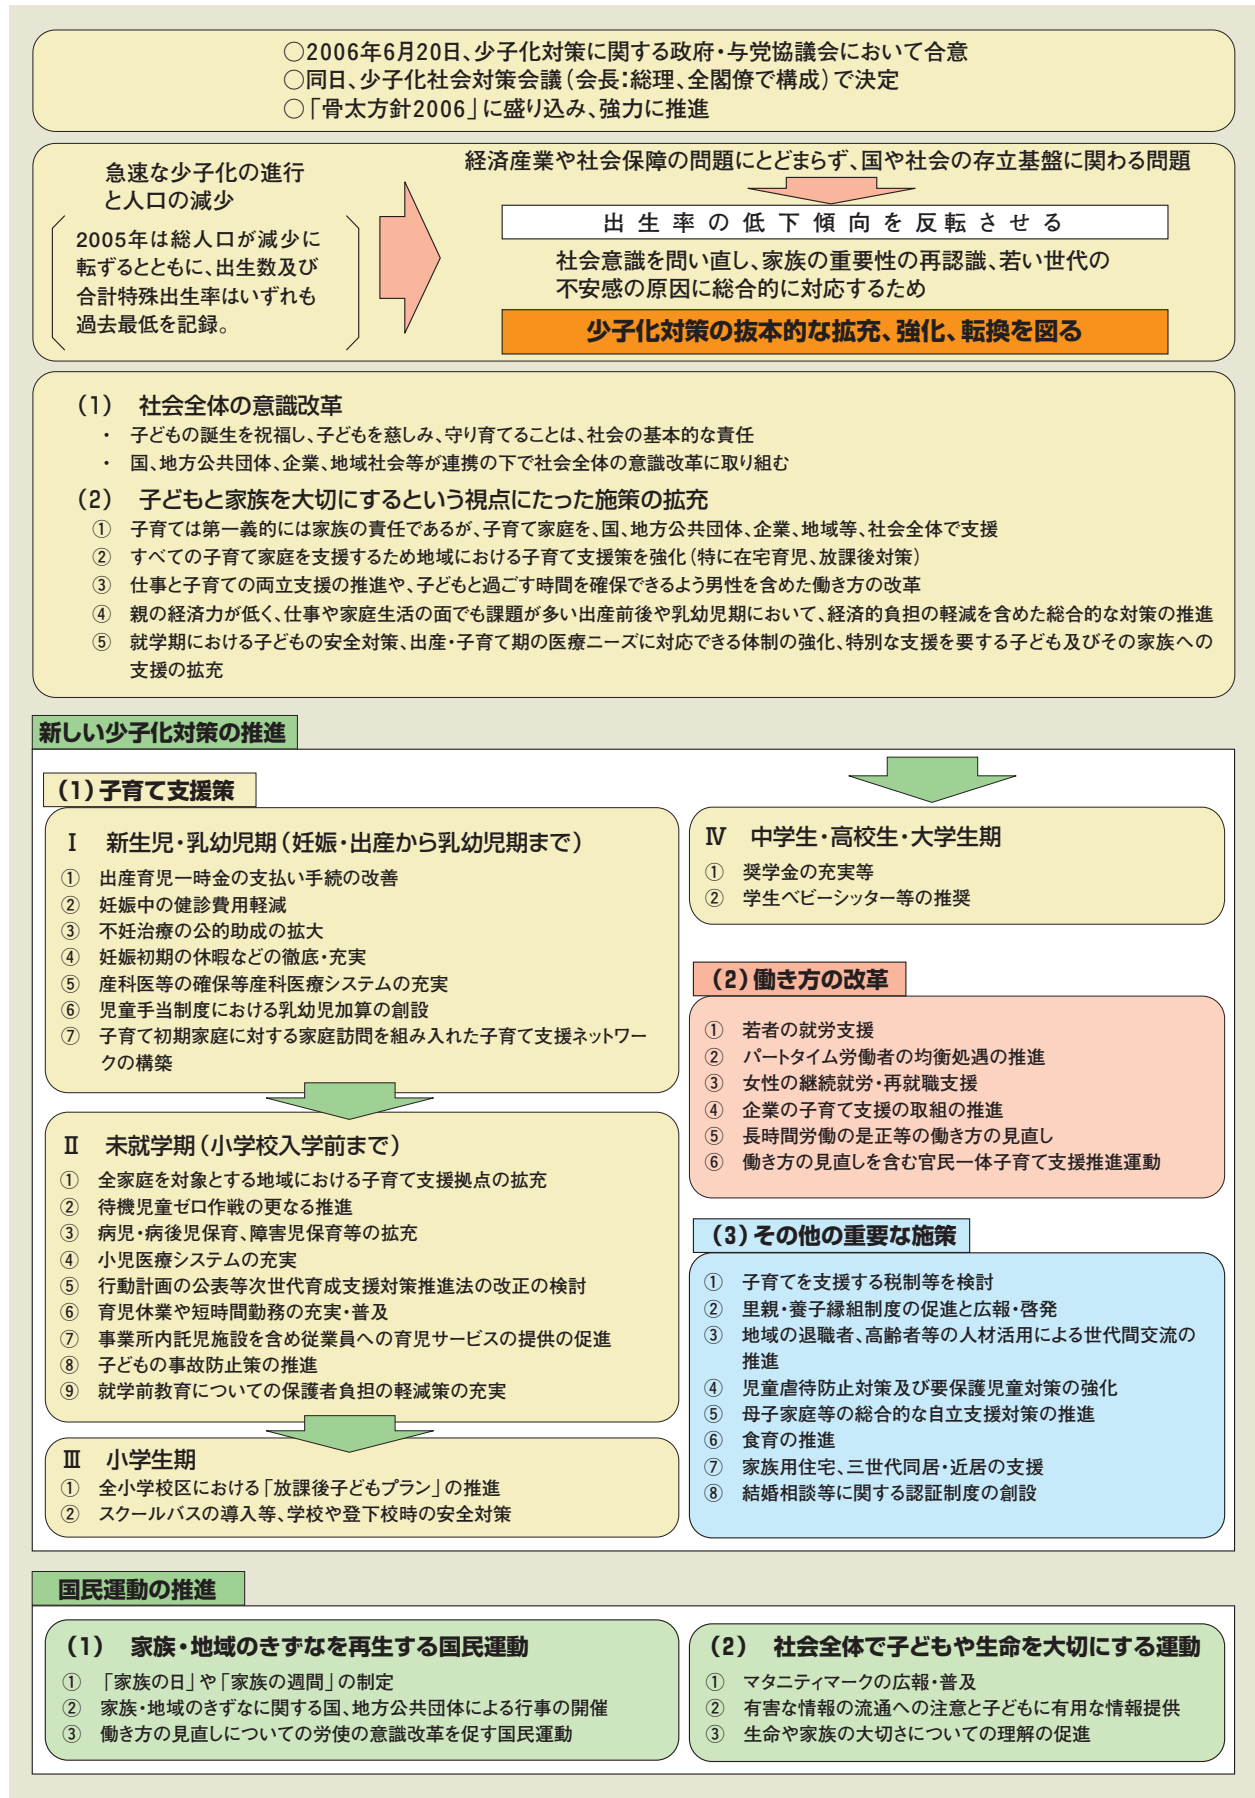 ○2006年6月20日、少子化対策に関する政府・与党協議会において合意
○同日、少子化社会対策会議(会長:総理、全閣僚で構成)で決定
○「骨太方針2006」に盛り込み、強力に推進
急速な少子化の進行
と人口の減少
2005年は総人口が減少に
転ずるとともに、出生数及び
合計特殊出生率はいずれも
過去最低を記録。
経済産業や社会保障の問題にとどまらず、国や社会の存立基盤に関わる問題
出生率の低下傾向を反転させる
社会意識を問い直し、家族の重要性の再認識、若い世代の
不安感の原因に総合的に対応するため
少子化対策の抜本的な拡充、強化、転換を図る
(1) 社会全体の意識改革
・ 子どもの誕生を祝福し、子どもを慈しみ、守り育てることは、社会の基本的な責任
・ 国、地方公共団体、企業、地域社会等が連携の下で社会全体の意識改革に取り組む
(2) 子どもと家族を大切にするという視点にたった施策の拡充
① 子育ては第一義的には家族の責任であるが、子育て家庭を、国、地方公共団体、企業、地域等、社会全体で支援
② すべての子育て家庭を支援するため地域における子育て支援策を強化(特に在宅育児、放課後対策)
③ 仕事と子育ての両立支援の推進や、子どもと過ごす時間を確保できるよう男性を含めた働き方の改革
④ 親の経済力が低く、仕事や家庭生活の面でも課題が多い出産前後や乳幼児期において、経済的負担の軽減を含めた総合的な対策の推進
⑤ 就学期における子どもの安全対策、出産・子育て期の医療ニーズに対応できる体制の強化、特別な支援を要する子ども及びその家族への
支援の拡充
新しい少子化対策の推進
(1)子育て支援策
Ⅰ 新生児・乳幼児期(妊娠・出産から乳幼児期まで)
① 出産育児一時金の支払い手続の改善
② 妊娠中の健診費用軽減
③ 不妊治療の公的助成の拡大
④ 妊娠初期の休暇などの徹底・充実
⑤ 産科医等の確保等産科医療システムの充実
⑥ 児童手当制度における乳幼児加算の創設
⑦ 子育て初期家庭に対する家庭訪問を組み入れた子育て支援ネットワー
クの構築
Ⅱ 未就学期(小学校入学前まで)
① 全家庭を対象とする地域における子育て支援拠点の拡充
② 待機児童ゼロ作戦の更なる推進
③ 病児・病後児保育、障害児保育等の拡充
④ 小児医療システムの充実
⑤ 行動計画の公表等次世代育成支援対策推進法の改正の検討
⑥ 育児休業や短時間勤務の充実・普及
⑦ 事業所内託児施設を含め従業員への育児サービスの提供の促進
⑧ 子どもの事故防止策の推進
⑨ 就学前教育についての保護者負担の軽減策の充実
Ⅲ 小学生期
① 全小学校区における「放課後子どもプラン」の推進
② スクールバスの導入等、学校や登下校時の安全対策
Ⅳ 中学生・高校生・大学生期
① 奨学金の充実等
② 学生ベビーシッター等の推奨
(2)働き方の改革
① 若者の就労支援
② パートタイム労働者の均衡処遇の推進
③ 女性の継続就労・再就職支援
④ 企業の子育て支援の取組の推進
⑤ 長時間労働の是正等の働き方の見直し
⑥ 働き方の見直しを含む官民一体子育て支援推進運動
(3)その他の重要な施策
① 子育てを支援する税制等を検討
② 里親・養子縁組制度の促進と広報・啓発
③ 地域の退職者、高齢者等の人材活用による世代間交流の
推進
④ 児童虐待防止対策及び要保護児童対策の強化
⑤ 母子家庭等の総合的な自立支援対策の推進
⑥ 食育の推進
⑦ 家族用住宅、三世代同居・近居の支援
⑧ 結婚相談等に関する認証制度の創設
国民運動の推進
(1) 家族・地域のきずなを再生する国民運動
① 「家族の日」や「家族の週間」の制定
② 家族・地域のきずなに関する国、地方公共団体による行事の開催
③ 働き方の見直しについての労使の意識改革を促す国民運動
(2) 社会全体で子どもや生命を大切にする運動
① マタニティマークの広報・普及
② 有害な情報の流通への注意と子どもに有用な情報提供
③ 生命や家族の大切さについての理解の促進